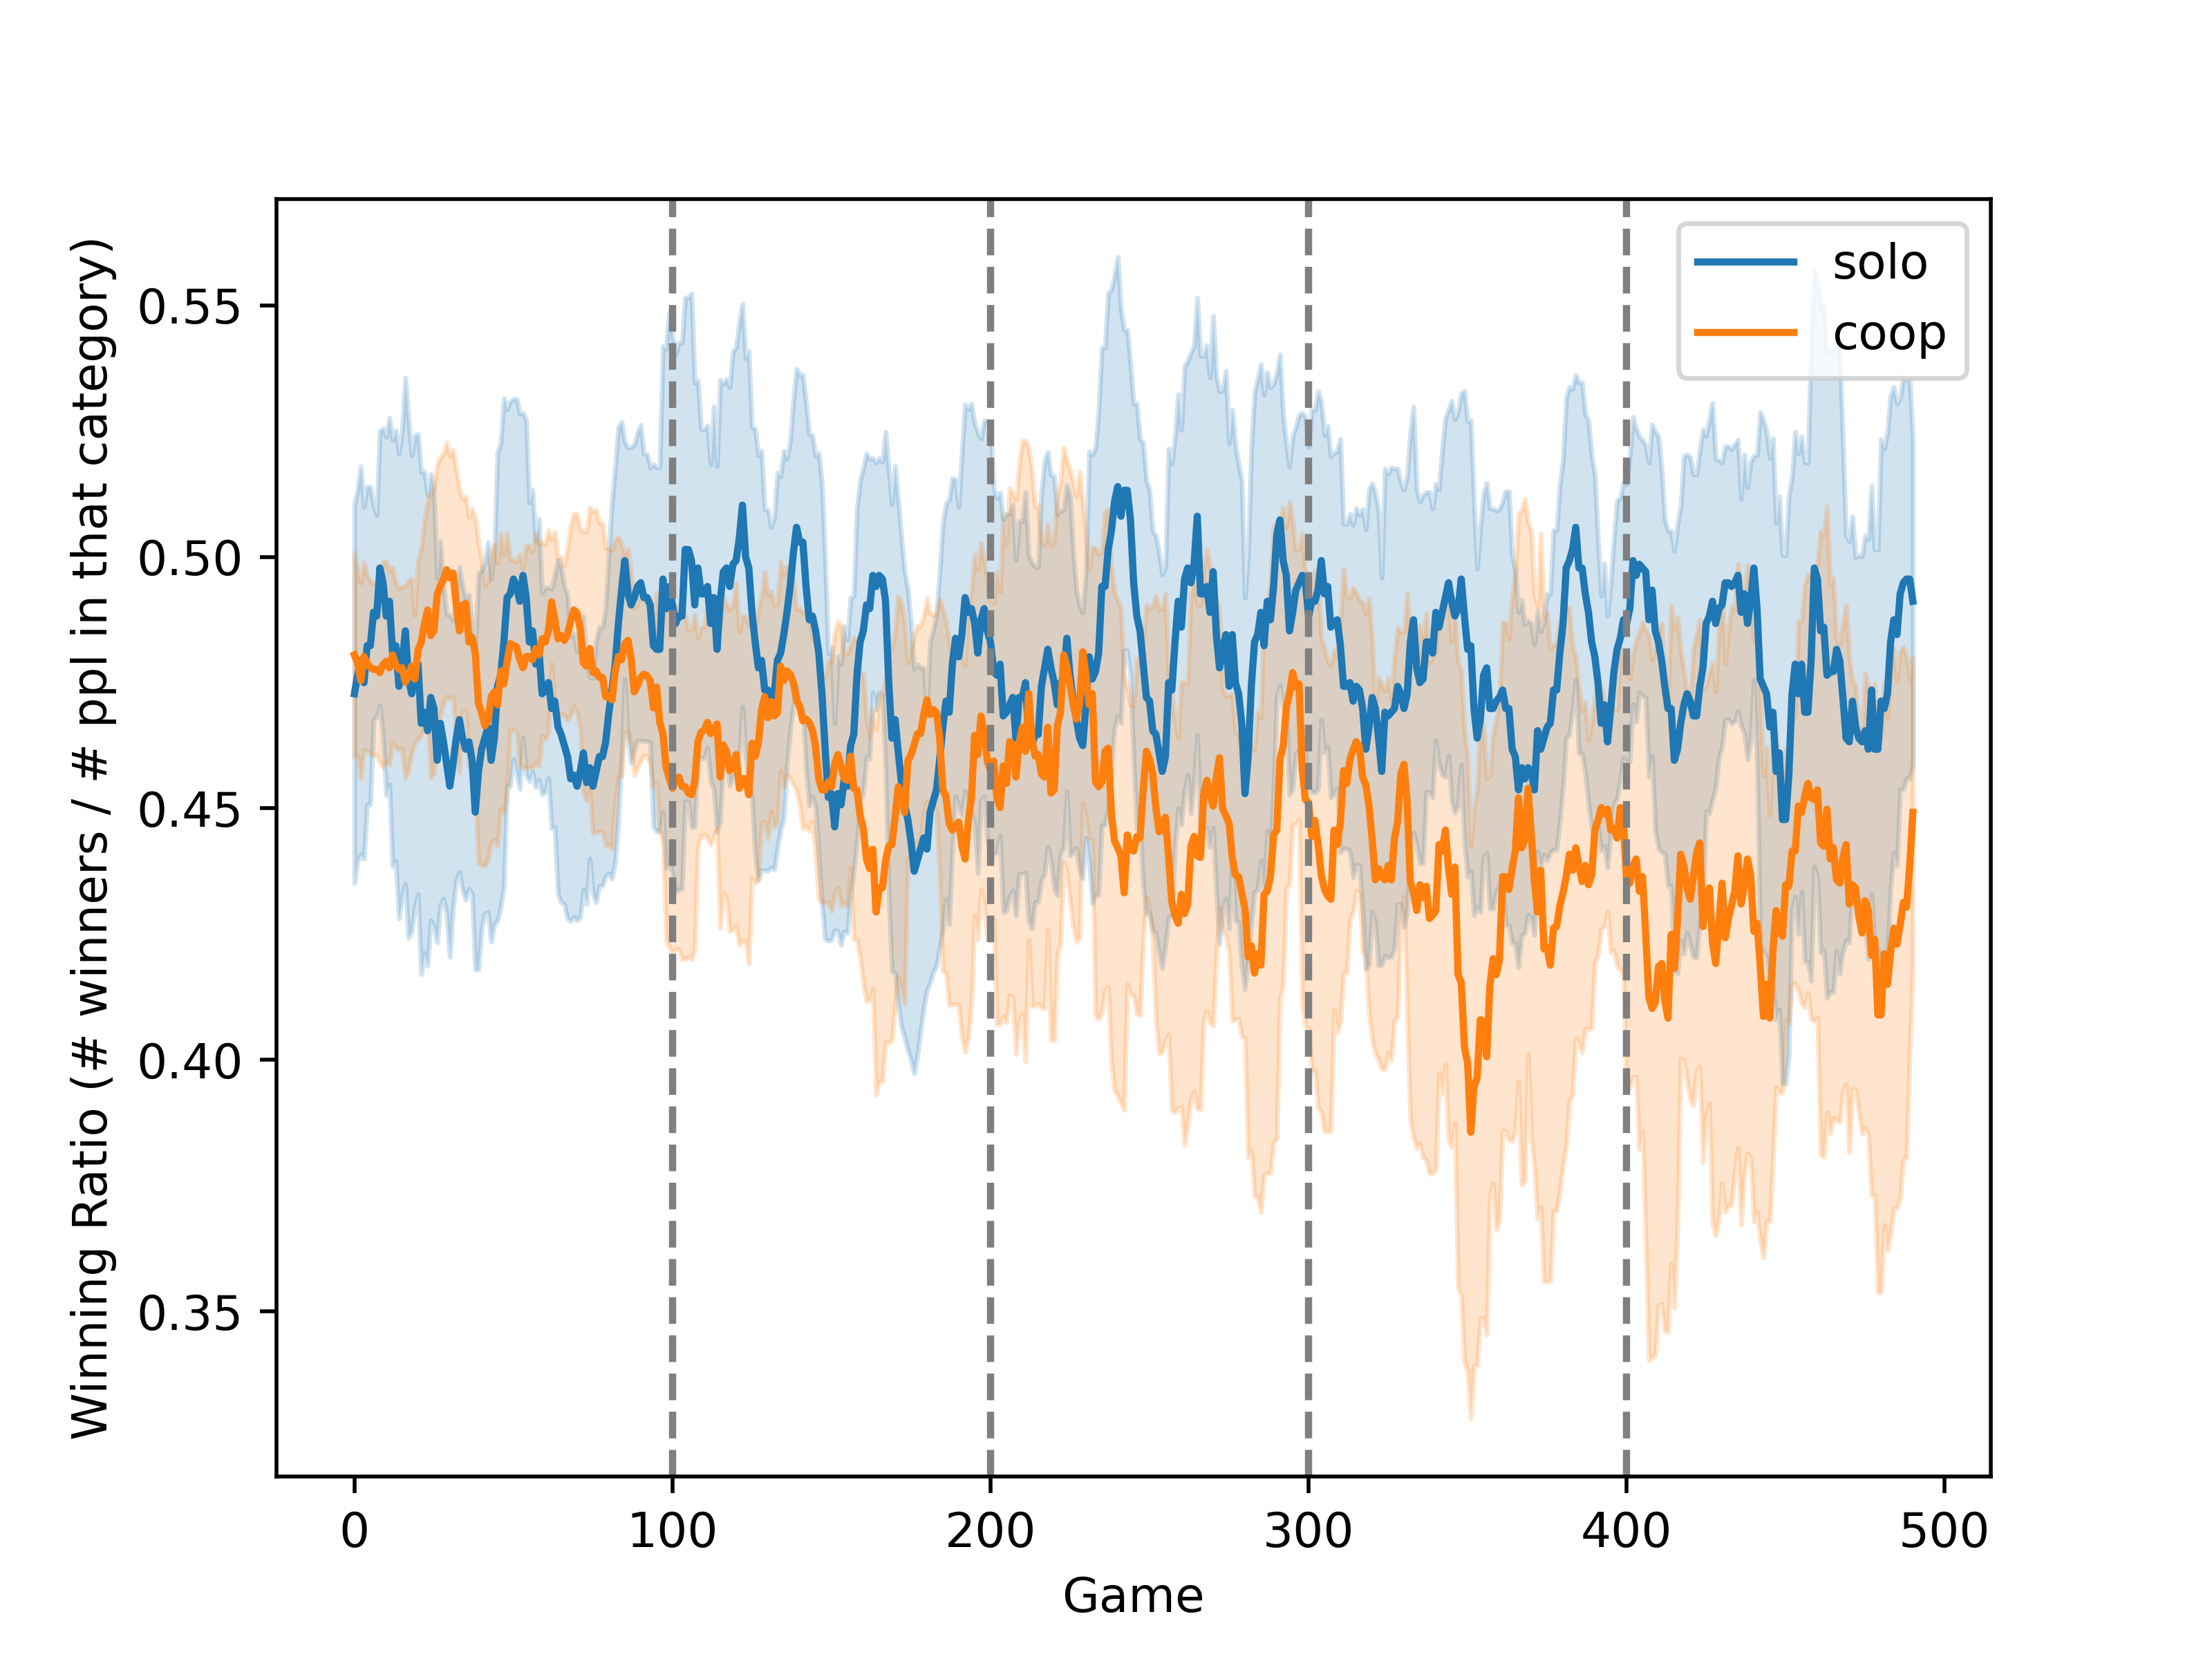 solo
coop
0.55
0.50
0.45
0.40
0.35
Winning Ratio (# winners / # ppl in that category)
0 100 200 300 400 500
Game